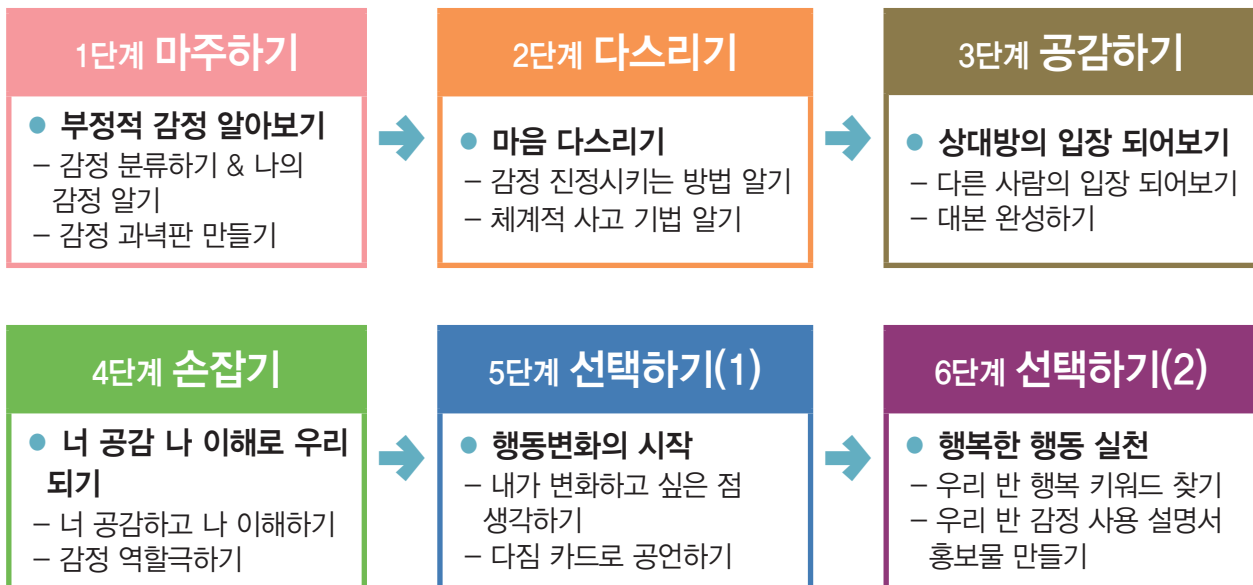 1단계 마주하기
● 부정적 감정 알아보기
– 감정 분류하기 & 나의
감정 알기
– 감정 과녁판 만들기
2단계 다스리기
● 마음 다스리기
– 감정 진정시키는 방법 알기
– 체계적 사고 기법 알기
3단계 공감하기
● 상대방의 입장 되어보기
– 다른 사람의 입장 되어보기
– 대본 완성하기
4단계 손잡기
● 너 공감 나 이해로 우리
되기
– 너 공감하고 나 이해하기
– 감정 역할극하기
5단계 선택하기(1)
● 행동변화의 시작
– 내가 변화하고 싶은 점
생각하기
– 다짐 카드로 공언하기
6단계 선택하기(2)
● 행복한 행동 실천
– 우리 반 행복 키워드 찾기
– 우리 반 감정 사용 설명서
홍보물 만들기